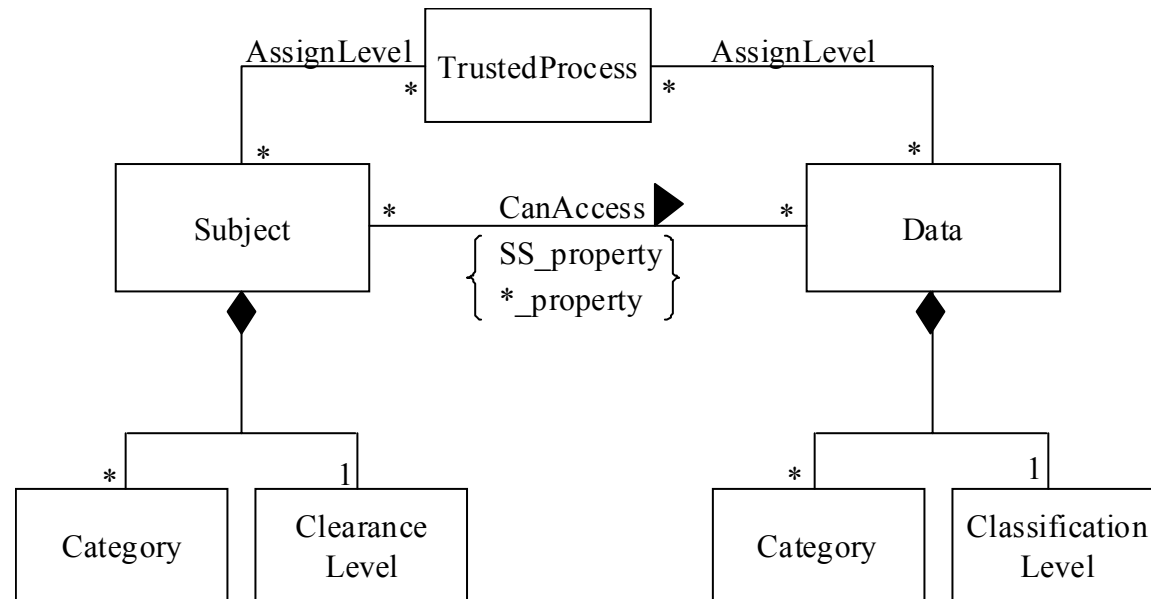 AssignLevel
TrustedProcess
AssignLevel
*
*
*
*
Subject
*
CanAccess
*
Data
SS_property
*_property
*
1
*
1
Category
Clearance
Level
Category
Classification
Level